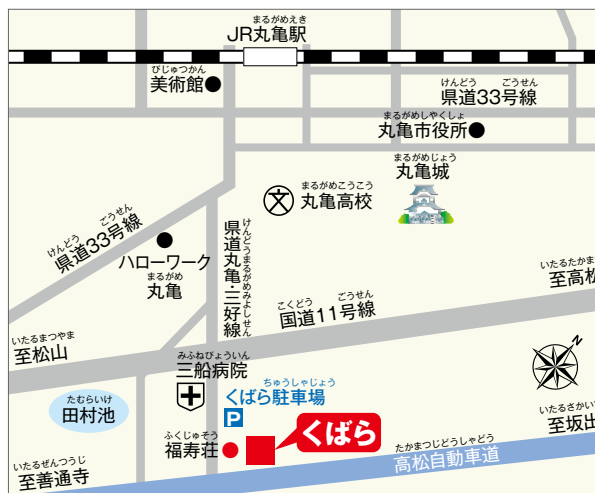 まるがめえき
JR丸亀駅
びじゅつかん
美術館
けんどう ごうせん
県道33号線
まるがめしやくしょ
丸亀市役所
まるがめじょう
丸亀城
まるがめこうこう
文 丸亀高校
けんどう ごうせん
県道33号線
ハローワーク
まるがめ
丸亀
けんどうまるがめみよしせん
県道丸亀・三好線
いたるたかま
至高松
こくどう ごうせん
国道11号線
いたるまつやま
至松山
みふねびょういん
三船病院
N
ちゅうしゃじょう
くばら駐車場
P
たむらいけ
田村池
いたるさかい
至坂出
ふくじゅそう
福寿荘
くばら
たかまつじどうしゃどう
高松自動車道
いたるぜんつうじ
至善通寺